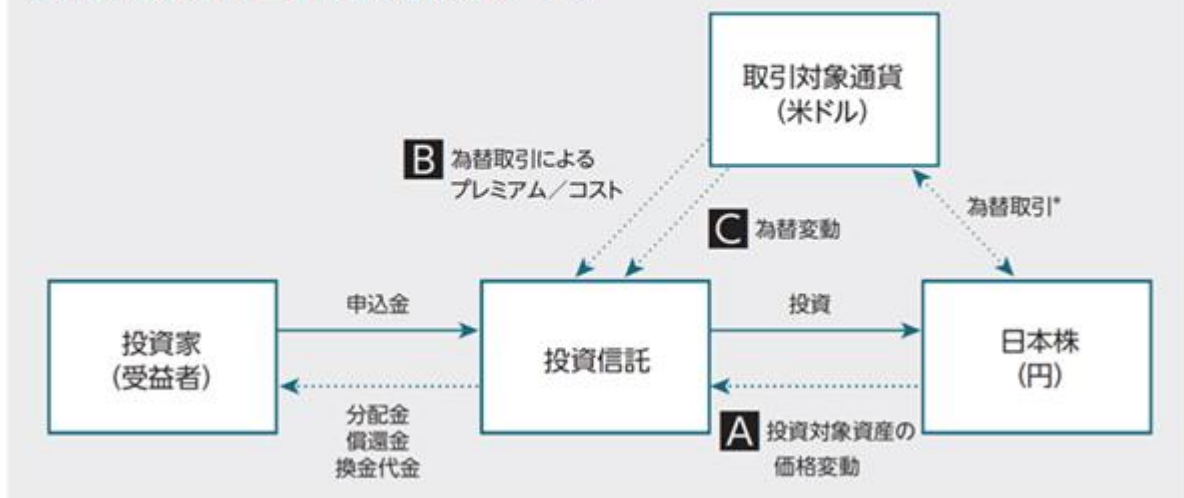 取引対象通貨
（米ドル）
B 為替取引による
プレミアム／コスト
C 為替変動
為替取引*
申込金
投資
投資家
（受益者）
投資信託
日本株
（円）
分配金
償還金
換金代金
A 投資対象資産の
価格変動